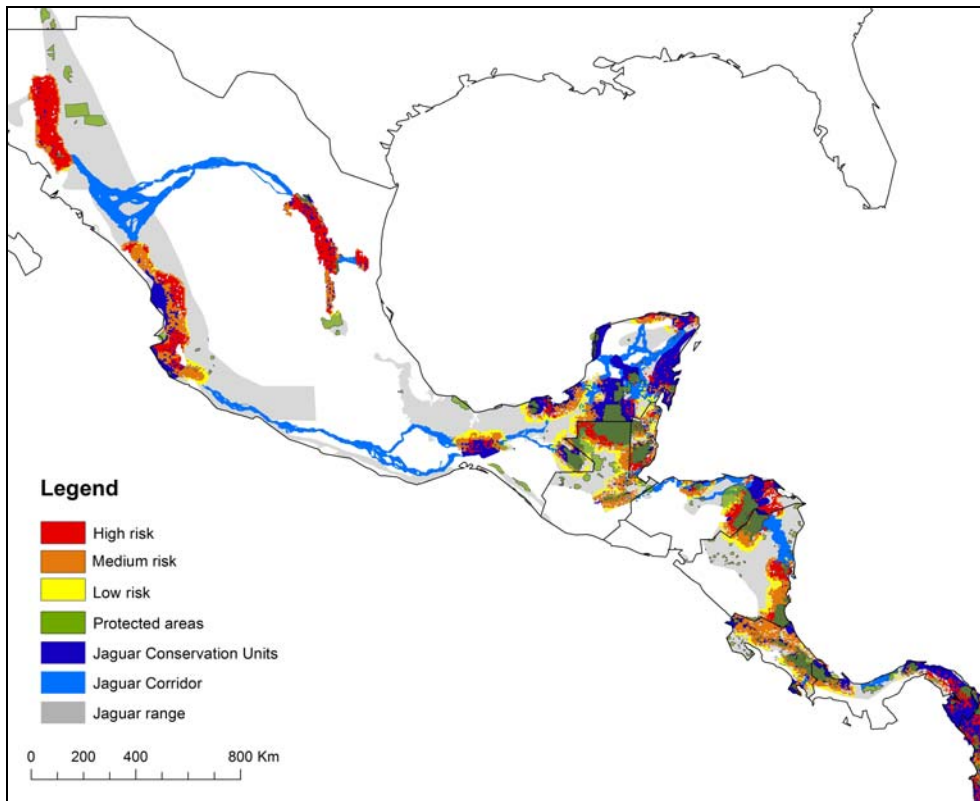 Legend
High risk
Medium risk
Low risk
Protected areas
Jaguar Conservation Units
Jaguar Corridor
Jaguar range
0 200 400 800 Km